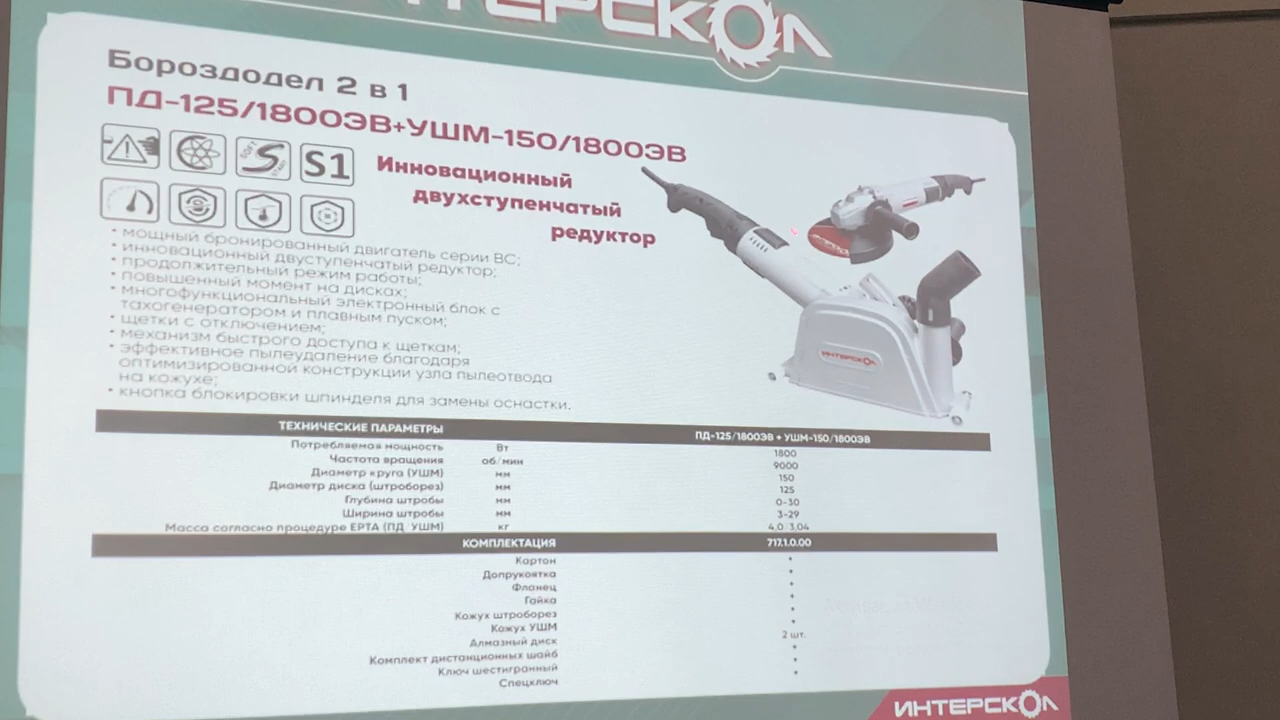 ИНТЕРСКОЛ
Бороздодел 2 в 1
ПД-125/1800ЭВ+УШМ-150/1800ЭВ
SOFT START
S1
Инновационный
двухступенчатый
редуктор
• мощный бронированный двигатель серии ВС;
• инновационный двуступенчатый редуктор;
• продолжительный режим работы;
• повышенный момент на дисках;
• многофункциональный электронный блок с
тахогенератором и плавным пуском;
• щетки с отключением;
• механизм быстрого доступа к щеткам;
• эффективное пылеудаление благодаря
оптимизированной конструкции узла пылеотвода
на кожухе;
• кнопка блокировки шпинделя для замены оснастки.
ИНТЕРСКОЛ
ТЕХНИЧЕСКИЕ ПАРАМЕТРЫ ПД-125/1800ЭВ + УШМ-150/1800ЭВ
Потребляемая мощность Вт 1800
Частота вращения об/мин 9000
Диаметр круга (УШМ) мм 150
Диаметр диска (штроборез) мм 125
Глубина штробы мм 0-30
Ширина штробы мм 3-29
Масса согласно процедуре EPTA (ПД/УШМ) кг 4,0/3,04
КОМПЛЕКТАЦИЯ 717.1.0.00
Картон •
Допрукоятка •
Фланец •
Гайка •
Кожух штроборез •
Кожух УШМ •
Алмазный диск 2 шт.
Комплект дистанционных шайб •
Ключ шестигранный •
Спецключ •
ИНТЕРСКОЛ